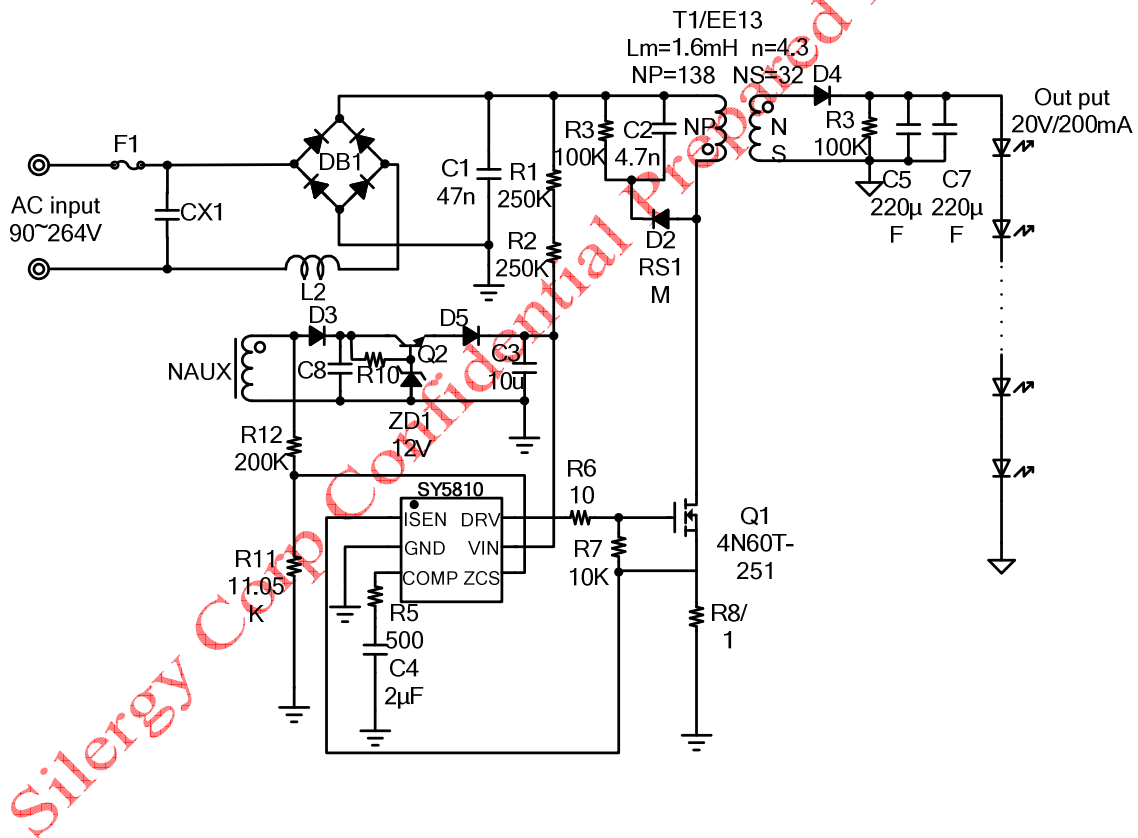 T1/EE13
Lm=1.6mH n=4.3
NP=138 NS=32 D4
Out put
20V/200mA
F1
DB1
AC input
90~264V
CX1
L2
C1
47n
R1
250K
R2
250K
R3
100K
C2
4.7n
NP
N
S
R3
100K
C5
220μ
F
C7
220μ
F
D2
RS1
M
D3
D5
NAUX
C8
R10
Q2
C3
10u
ZD1
12V
R12
200K
SY5810
ISEN DRV
GND VIN
COMP ZCS
R6
10
R7
10K
Q1
4N60T-
251
R11
11.05
K
R5
500
C4
2μF
R8/
1
Silergy Corp Confidential Prepared